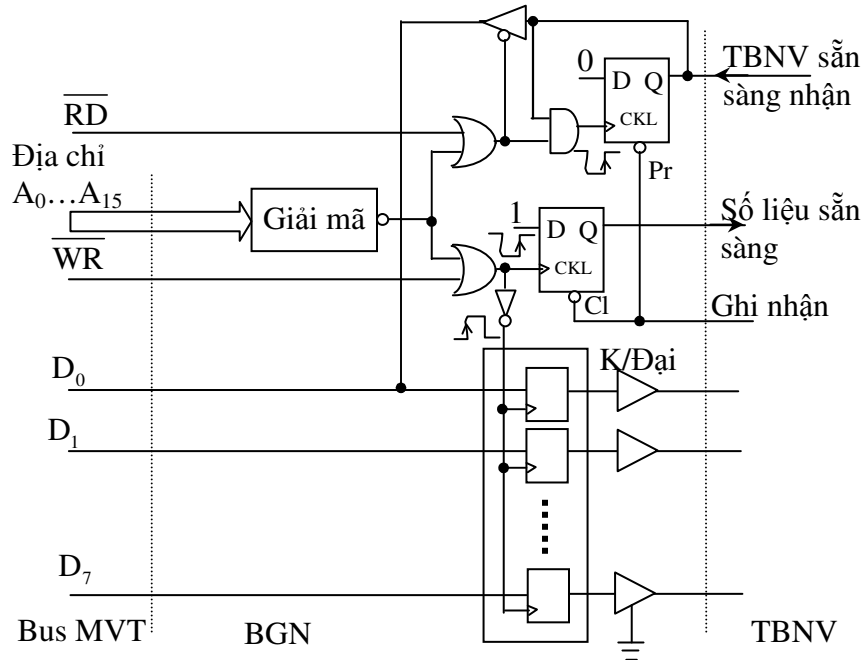 0
D Q
CKL
Pr
TBNV sẵn
sàng nhận
RD
Địa chỉ
A0…A15
Giải mã
WR
1
D Q
CKL
Cl
Số liệu sẵn
sàng
Ghi nhận
K/Đại
D0
D1
D7
Bus MVT
BGN
TBNV